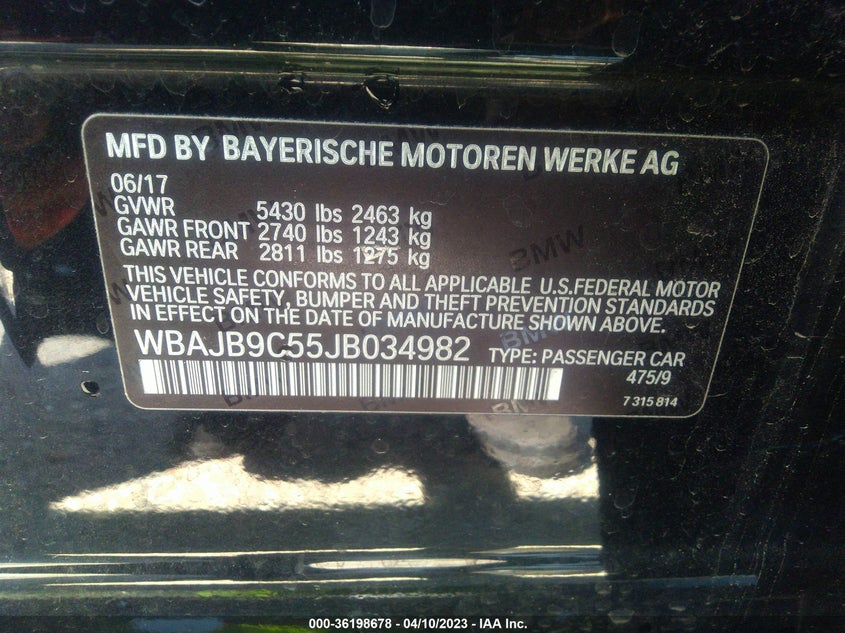 MFD BY BAYERISCHE MOTOREN WERKE AG
06/17
GVWR 5430 lbs 2463 kg
GAWR FRONT 2740 lbs 1243 kg
GAWR REAR 2811 lbs 1275 kg
THIS VEHICLE CONFORMS TO ALL APPLICABLE U.S.FEDERAL MOTOR
VEHICLE SAFETY, BUMPER AND THEFT PREVENTION STANDARDS
IN EFFECT ON THE DATE OF MANUFACTURE SHOWN ABOVE.
WBAJB9C55JB034982 TYPE: PASSENGER CAR
475/9
7 315 814
BMW
000-36198678 - 04/10/2023 - IAA Inc.